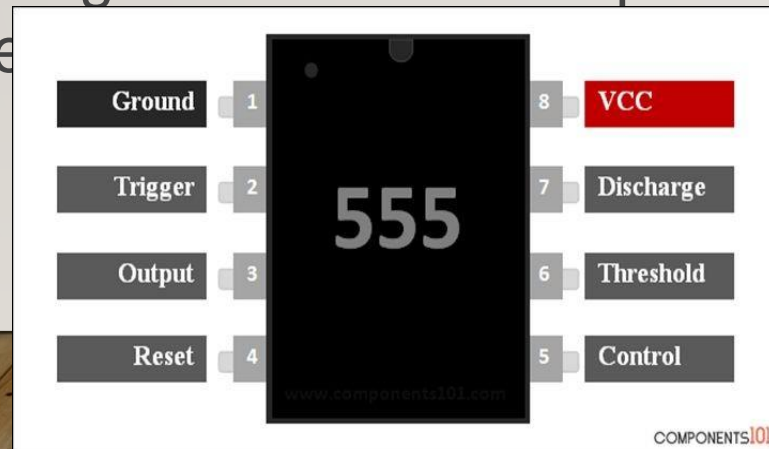 Ground 1 8 VCC
Trigger 2 7 Discharge
555
Output 3 6 Threshold
Reset 4 5 Control
www.components101.com
COMPONENTS101